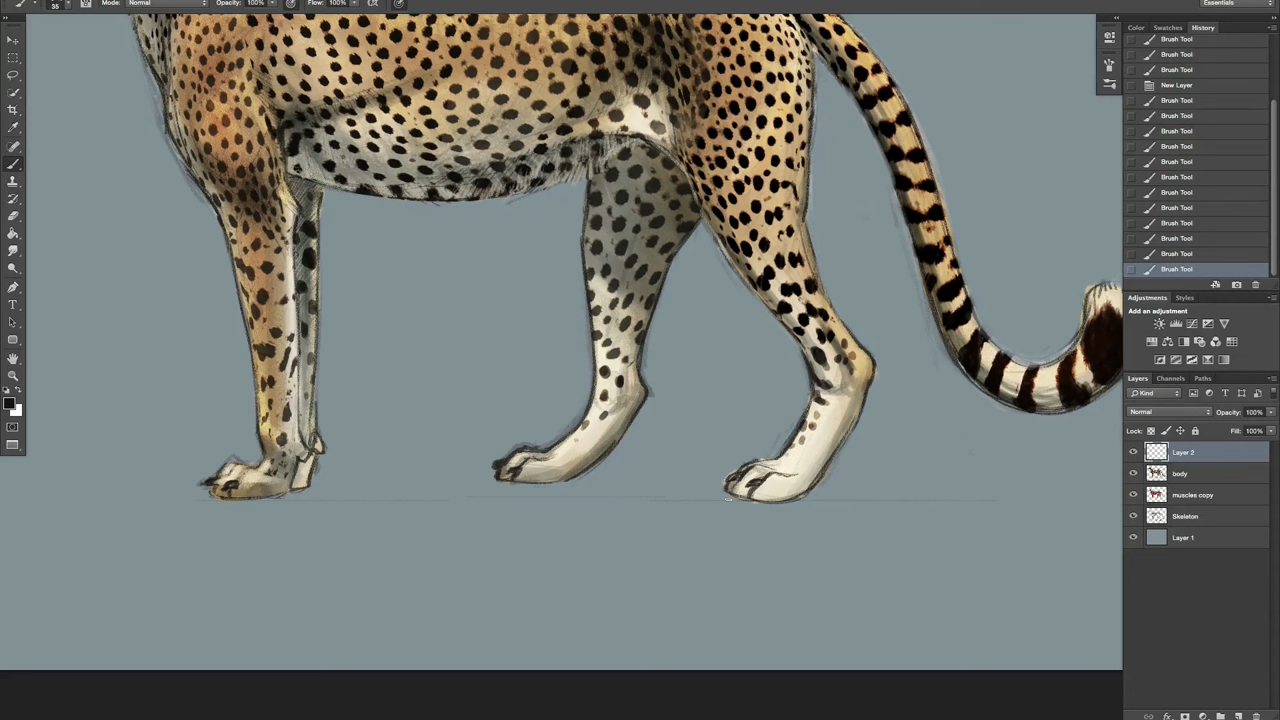 35 Mode: Normal Opacity: 100% Flow: 100% Essentials
Color Swatches History
Brush Tool
Brush Tool
Brush Tool
New Layer
Brush Tool
Brush Tool
Brush Tool
Brush Tool
Brush Tool
Brush Tool
Brush Tool
Brush Tool
Brush Tool
Brush Tool
Brush Tool
Brush Tool
Adjustments Styles
Add an adjustment
Layers Channels Paths
Kind
Normal Opacity: 100%
Lock: Fill: 100%
Layer 2
body
muscles copy
Skeleton
Layer 1